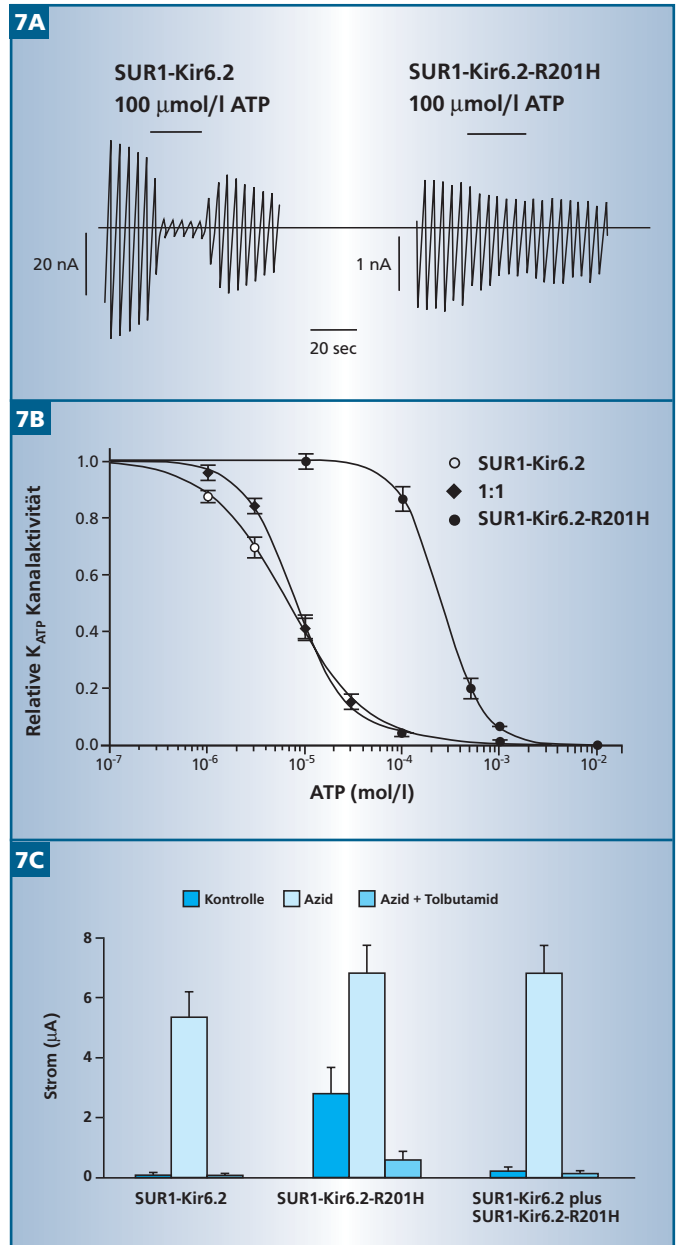 7A
SUR1-Kir6.2
100 μmol/l ATP
SUR1-Kir6.2-R201H
100 μmol/l ATP
20 nA
1 nA
20 sec
7B
Relative K_ATP Kanalaktivität
1.0
0.8
0.6
0.4
0.2
0.0
SUR1-Kir6.2
1:1
SUR1-Kir6.2-R201H
10⁻⁷ 10⁻⁶ 10⁻⁵ 10⁻⁴ 10⁻³ 10⁻²
ATP (mol/l)
7C
Kontrolle Azid Azid + Tolbutamid
Strom (μA)
8
6
4
2
0
SUR1-Kir6.2
SUR1-Kir6.2-R201H
SUR1-Kir6.2 plus
SUR1-Kir6.2-R201H